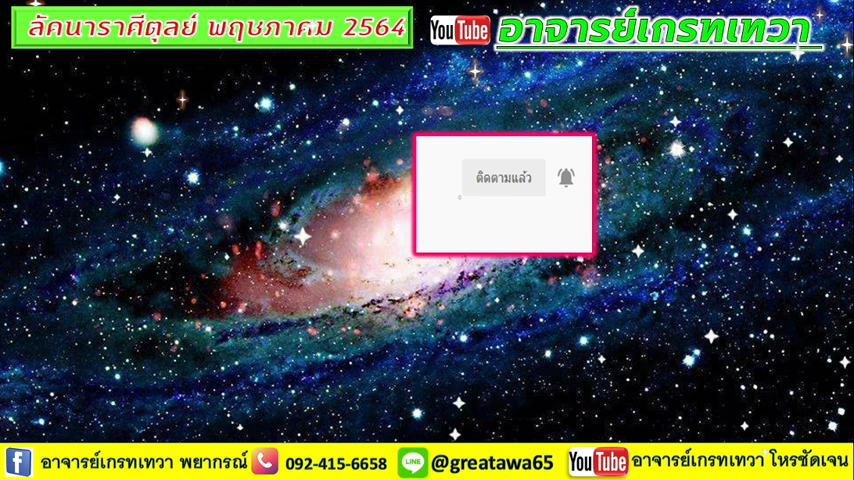 ลัคนาราศีตุลย์ พฤษภาคม 2564
YouTube อาจารย์เกรทเทวา
ติดตามแล้ว
อาจารย์เกรทเทวา พยากรณ์ 092-415-6658 LINE @greatawa65 YouTube อาจารย์เกรทเทวา โหรชัดเจน